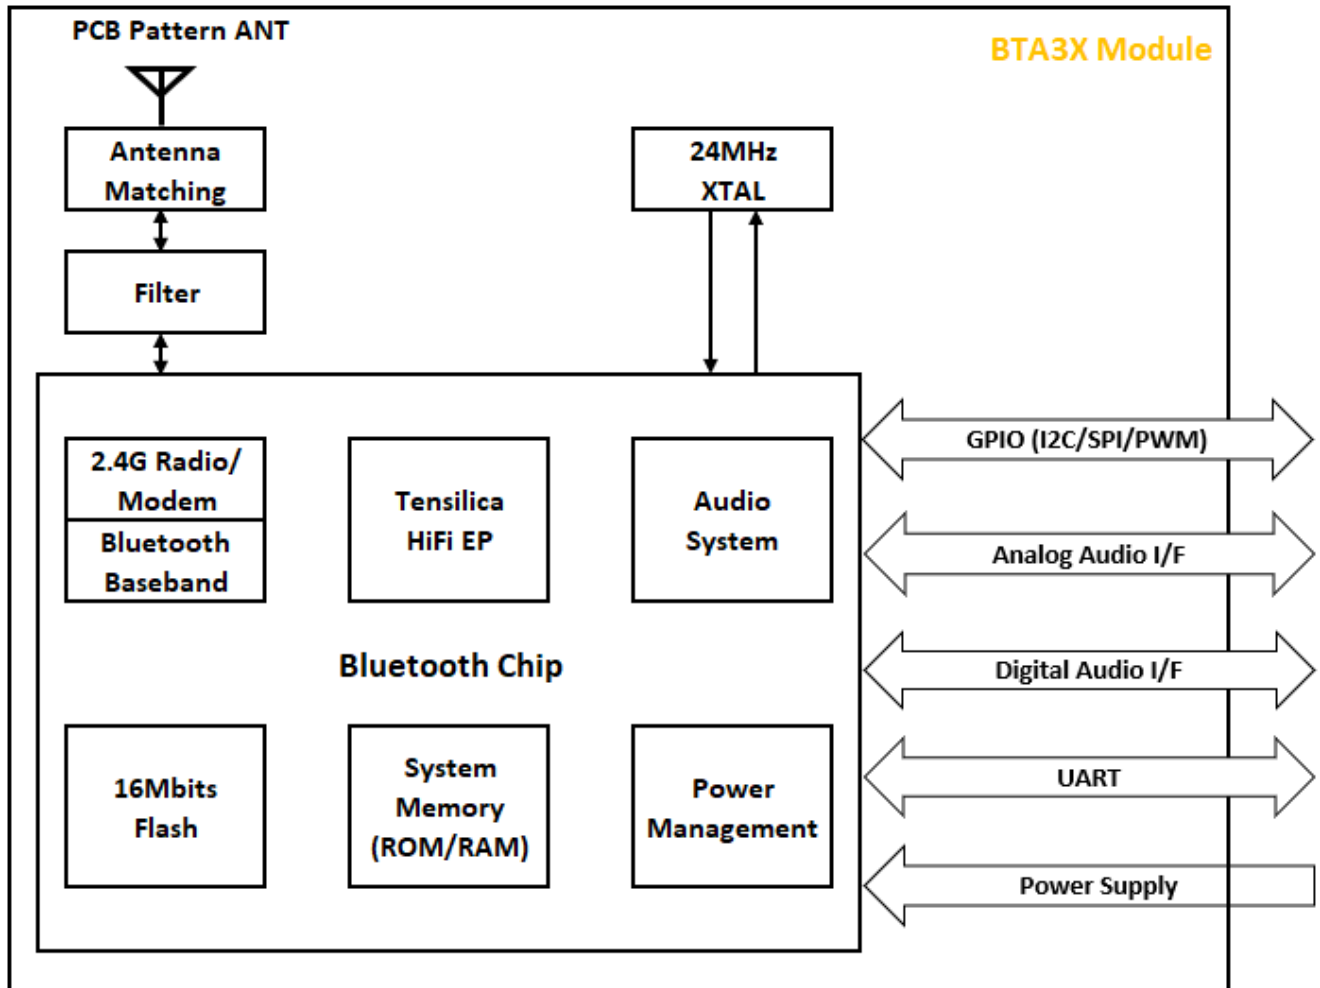 PCB Pattern ANT
BTA3X Module
Antenna
Matching
24MHz
XTAL
Filter
2.4G Radio/
Modem
Bluetooth
Baseband
Tensilica
HiFi EP
Audio
System
GPIO (I2C/SPI/PWM)
Analog Audio I/F
Bluetooth Chip
Digital Audio I/F
16Mbits
Flash
System
Memory
(ROM/RAM)
Power
Management
UART
Power Supply